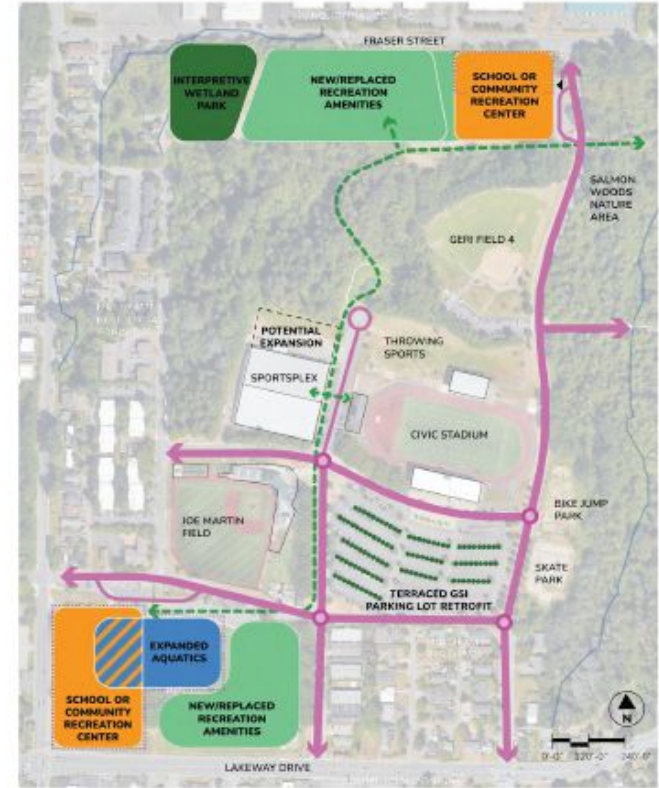 FRASER STREET
INTERPRETIVE
WETLAND
PARK
NEW/REPLACED
RECREATION
AMENITIES
SCHOOL OR
COMMUNITY
RECREATION
CENTER
SALMON
WOODS
NATURE
AREA
GERI FIELD 4
POTENTIAL
EXPANSION
THROWING
SPORTS
SPORTSPLEX
CIVIC STADIUM
JOE MARTIN
FIELD
BIKE JUMP
PARK
SKATE
PARK
TERRACED GSI
PARKING LOT RETROFIT
EXPANDED
AQUATICS
SCHOOL OR
COMMUNITY
RECREATION
CENTER
NEW/REPLACED
RECREATION
AMENITIES
N
LAKEWAY DRIVE